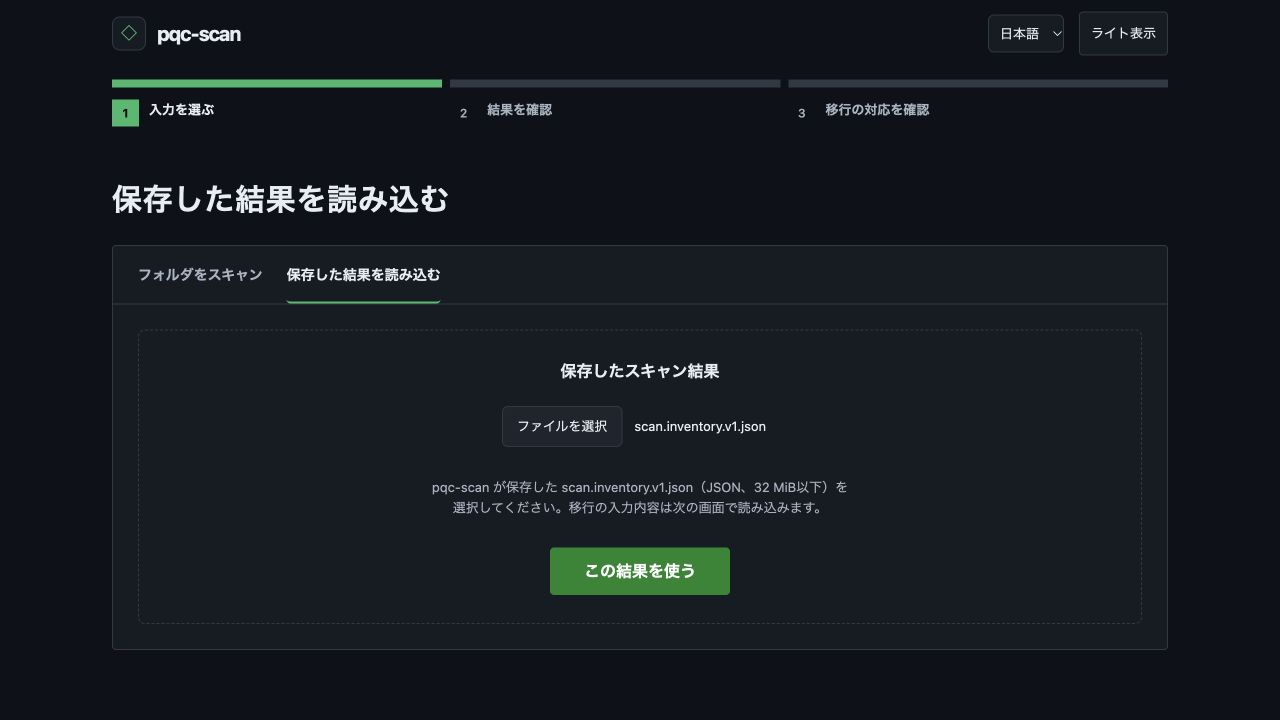 pqc-scan
日本語
ライト表示
1 入力を選ぶ
2 結果を確認
3 移行の対応を確認
保存した結果を読み込む
フォルダをスキャン
保存した結果を読み込む
保存したスキャン結果
ファイルを選択 scan.inventory.v1.json
pqc-scan が保存した scan.inventory.v1.json（JSON、32 MiB以下）を
選択してください。移行の入力内容は次の画面で読み込みます。
この結果を使う